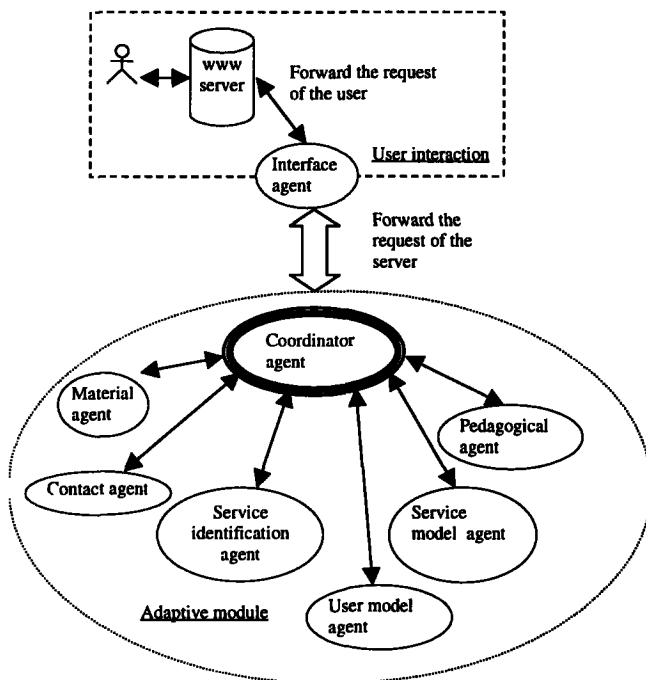 www
server
Forward the request
of the user
User interaction
Interface
agent
Forward the
request of the
server
Coordinator
agent
Material
agent
Pedagogical
agent
Contact agent
Service
identification
agent
Service
model agent
Adaptive module
User model
agent